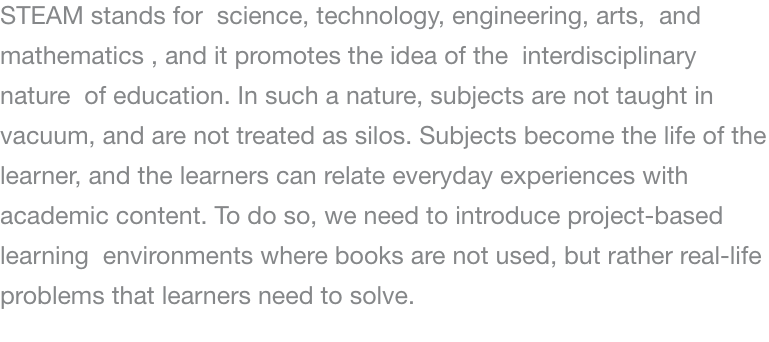 STEAM stands for  science, technology, engineering, arts,  and
mathematics , and it promotes the idea of the  interdisciplinary
nature  of education. In such a nature, subjects are not taught in
vacuum, and are not treated as silos. Subjects become the life of the
learner, and the learners can relate everyday experiences with
academic content. To do so, we need to introduce project-based
learning  environments where books are not used, but rather real-life
problems that learners need to solve.